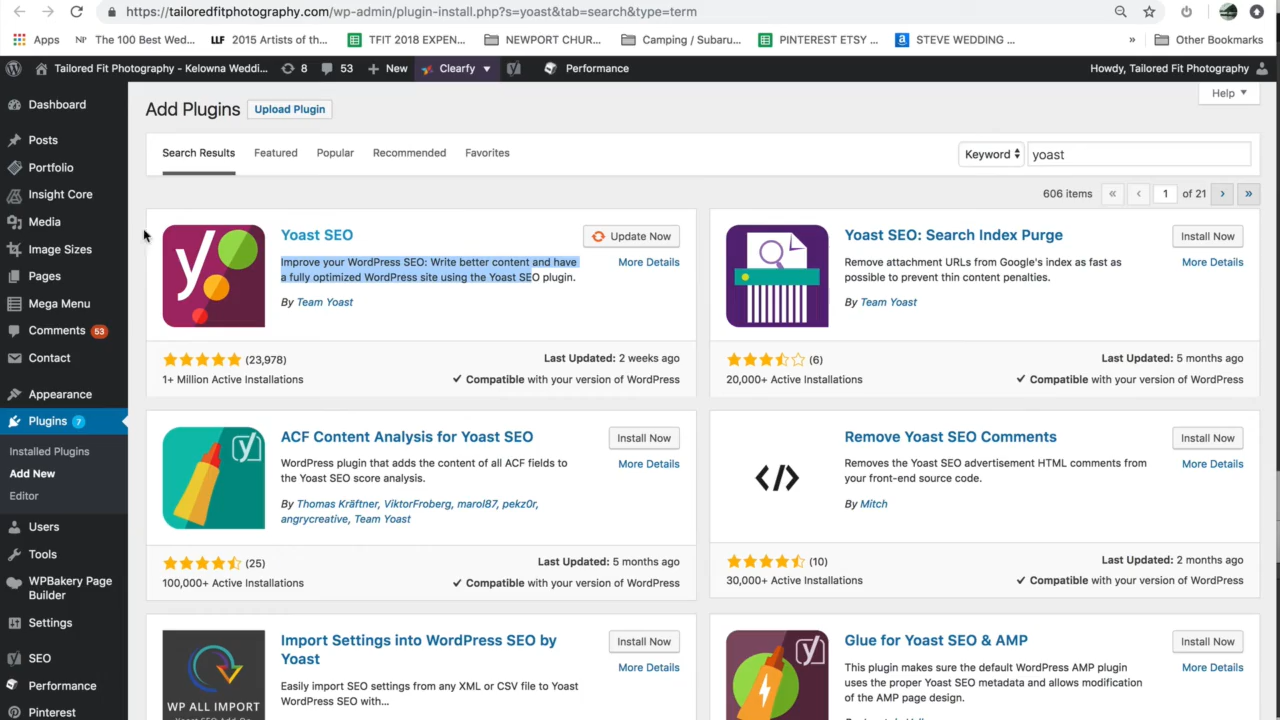 https://tailoredfitphotography.com/wp-admin/plugin-install.php?s=yoast&tab=search&type=term
Apps NP The 100 Best Wed... LLF 2015 Artists of th... TFIT 2018 EXPEN... NEWPORT CHUR... Camping / Subaru... PINTEREST ETSY ... a STEVE WEDDING ... » Other Bookmarks
Tailored Fit Photography - Kelowna Weddi... 8 53 + New Clearfy ▼ Performance Howdy, Tailored Fit Photography
Dashboard
Posts
Portfolio
Insight Core
Media
Image Sizes
Pages
Mega Menu
Comments 53
Contact
Appearance
Plugins 7
Installed Plugins
Add New
Editor
Users
Tools
WPBakery Page
Builder
Settings
SEO
Performance
Pinterest
Add Plugins Upload Plugin
Help ▼
Search Results Featured Popular Recommended Favorites Keyword yoast
606 items « ‹ 1 of 21 › »
Yoast SEO
Update Now
Improve your WordPress SEO: Write better content and have
a fully optimized WordPress site using the Yoast SEO plugin.
More Details
By Team Yoast
(23,978)
Last Updated: 2 weeks ago
1+ Million Active Installations
✔ Compatible with your version of WordPress
Yoast SEO: Search Index Purge
Install Now
Remove attachment URLs from Google's index as fast as
possible to prevent thin content penalties.
More Details
By Team Yoast
(6)
Last Updated: 5 months ago
20,000+ Active Installations
✔ Compatible with your version of WordPress
ACF Content Analysis for Yoast SEO
Install Now
WordPress plugin that adds the content of all ACF fields to
the Yoast SEO score analysis.
More Details
By Thomas Kräftner, ViktorFroberg, marol87, pekz0r,
angrycreative, Team Yoast
(25)
Last Updated: 5 months ago
100,000+ Active Installations
✔ Compatible with your version of WordPress
</>
Remove Yoast SEO Comments
Install Now
Removes the Yoast SEO advertisement HTML comments from
your front-end source code.
More Details
By Mitch
(10)
Last Updated: 2 months ago
30,000+ Active Installations
✔ Compatible with your version of WordPress
WP ALL IMPORT
Import Settings into WordPress SEO by
Yoast
Install Now
More Details
Easily import SEO settings from any XML or CSV file to Yoast
WordPress SEO with...
Glue for Yoast SEO & AMP
Install Now
More Details
This plugin makes sure the default WordPress AMP plugin
uses the proper Yoast SEO metadata and allows modification
of the AMP page design.